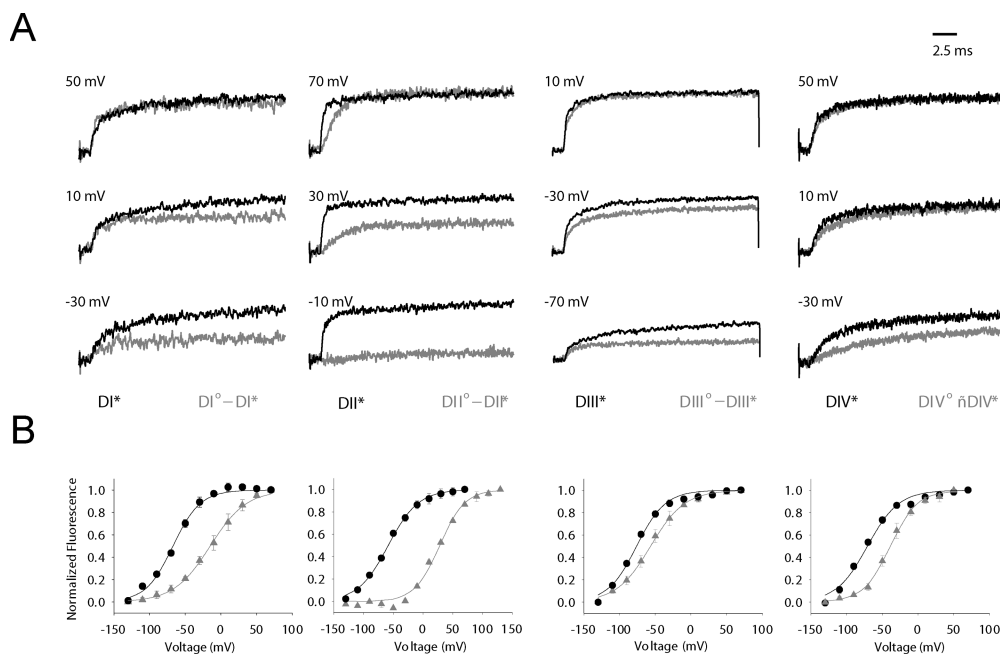 A
2.5 ms
50 mV 70 mV 10 mV 50 mV
10 mV 30 mV -30 mV 10 mV
-30 mV -10 mV -70 mV -30 mV
DI* DI°–DI* DII* DII°–DII* DIII* DIII°–DIII* DIV* DIV° ñDIV*
B
Normalized Fluorescence
1.0 1.0 1.0 1.0
0.8 0.8 0.8 0.8
0.6 0.6 0.6 0.6
0.4 0.4 0.4 0.4
0.2 0.2 0.2 0.2
0.0 0.0 0.0 0.0
-150 -100 -50 0 50 100 -150 -100 -50 0 50 100 130 -150 -100 -50 0 50 100 -150 -100 -50 0 50 100
Voltage (mV) Voltage (mV) Voltage (mV) Voltage (mV)